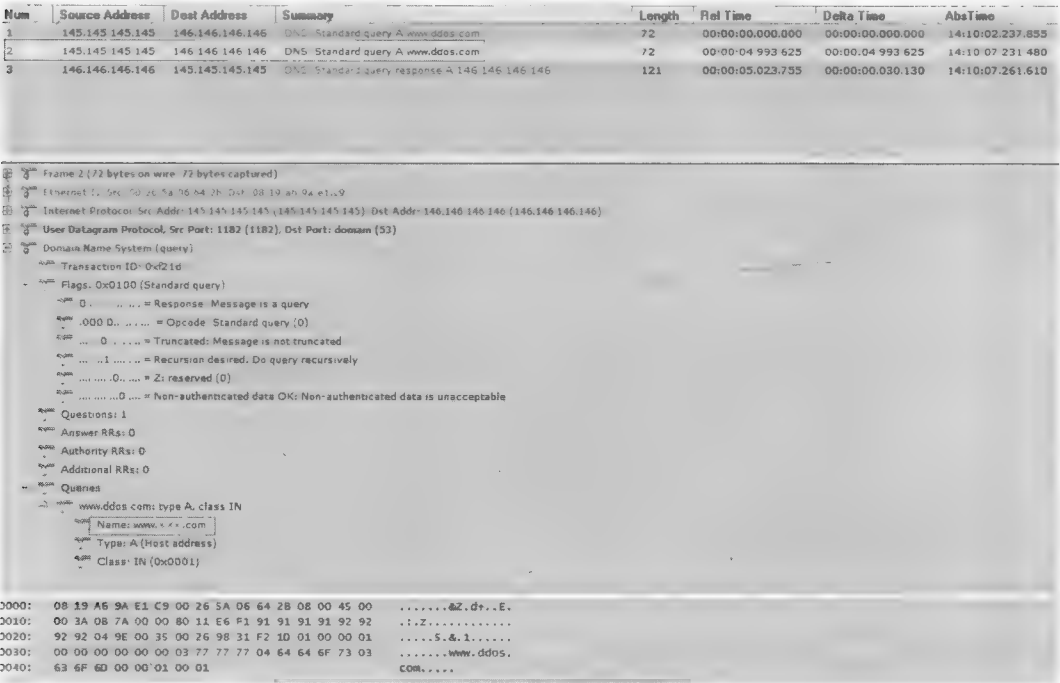 Num Source Address Dest Address Summary Length Rel Time Delta Time AbsTime
1 145.145.145.145 146.146.146.146 DNS Standard query A www.ddos.com 72 00:00:00.000.000 00:00:00.000.000 14:10:02.237.855
2 145 145 145 145 146 146 146 146 DNS Standard query A www.ddos.com 72 00:00:04 993 625 00:00:04 993 625 14:10 07 231 480
3 146.146.146.146 145.145.145.145 DNS Standard query response A 146 146 146 146 121 00:00:05.023.755 00:00:00.030.130 14:10:07.261.610
Frame 2 (72 bytes on wire 72 bytes captured)
Internet Protocol Src Addr: 145 145 145 145 (145 145 145 145) Dst Addr: 146.146 146 146 (146.146 146.146)
User Datagram Protocol, Src Port: 1182 (1182), Dst Port: domain (53)
Domain Name System (query)
Transaction ID: 0xf21d
Flags. 0x0100 (Standard query)
0 . .. ... = Response Message is a query
.000 0.. .. ... = Opcode Standard query (0)
... 0 . .... = Truncated: Message is not truncated
... ..1 .... ... = Recursion desired. Do query recursively
.... .... .0.. .... = Z: reserved (0)
.... .... ...0 .... = Non-authenticated data OK: Non-authenticated data is unacceptable
Questions: 1
Answer RRs: 0
Authority RRs: 0
Additional RRs: 0
Queries
www.ddos com: type A, class IN
Name: www.×××.com
Type: A (Host address)
Class: IN (0x0001)
0000: 08 19 A6 9A E1 C9 00 26 5A 06 64 2B 08 00 45 00 .......&Z.d+..E.
0010: 00 3A 0B 7A 00 00 80 11 E6 F1 91 91 91 91 92 92 .:.z............
0020: 92 92 04 9E 00 35 00 26 98 31 F2 1D 01 00 00 01 .....5.&.1......
0030: 00 00 00 00 00 00 03 77 77 77 04 64 64 6F 73 03 .......www.ddos.
0040: 63 6F 6D 00 00 01 00 01 com.....